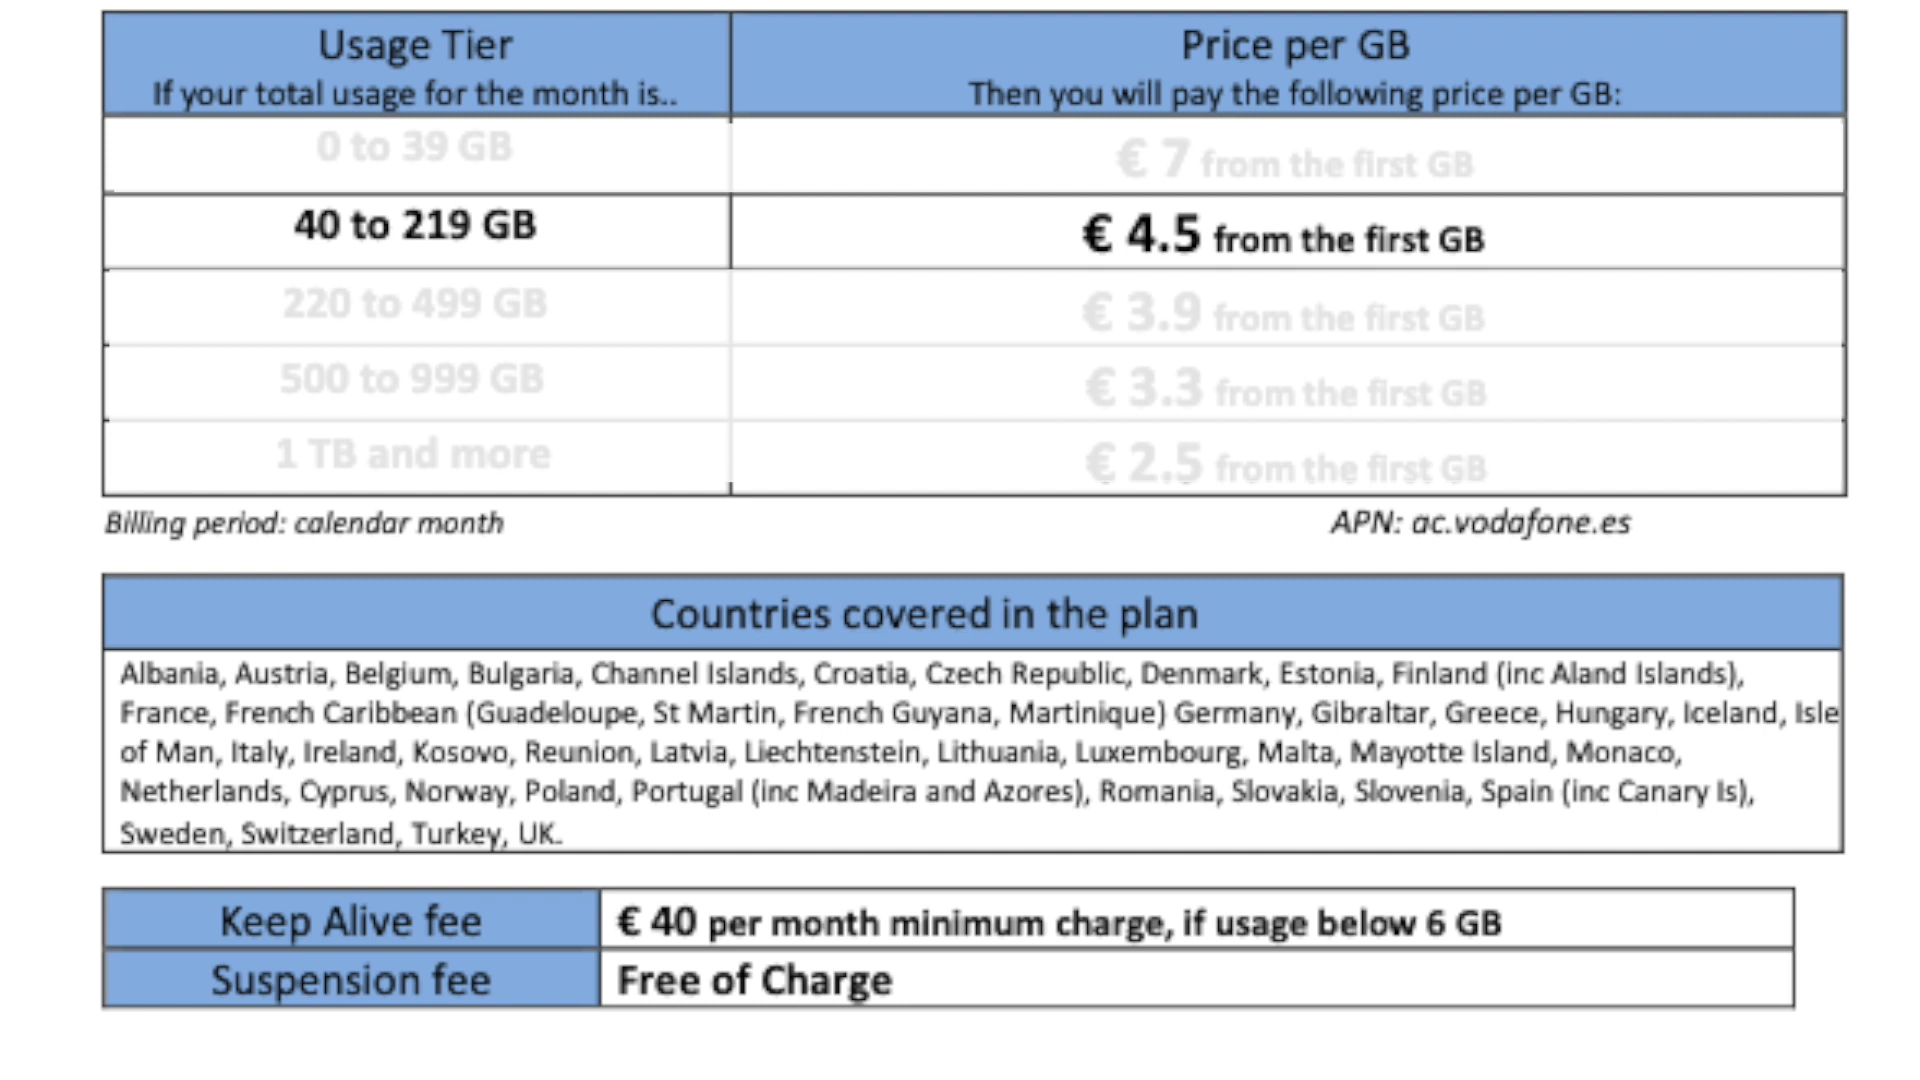 Usage Tier
Price per GB
If your total usage for the month is..
Then you will pay the following price per GB:
0 to 39 GB
€ 7 from the first GB
40 to 219 GB
€ 4.5 from the first GB
220 to 499 GB
€ 3.9 from the first GB
500 to 999 GB
€ 3.3 from the first GB
1 TB and more
€ 2.5 from the first GB
Billing period: calendar month
APN: ac.vodafone.es
Countries covered in the plan
Albania, Austria, Belgium, Bulgaria, Channel Islands, Croatia, Czech Republic, Denmark, Estonia, Finland (inc Aland Islands),
France, French Caribbean (Guadeloupe, St Martin, French Guyana, Martinique) Germany, Gibraltar, Greece, Hungary, Iceland, Isle
of Man, Italy, Ireland, Kosovo, Reunion, Latvia, Liechtenstein, Lithuania, Luxembourg, Malta, Mayotte Island, Monaco,
Netherlands, Cyprus, Norway, Poland, Portugal (inc Madeira and Azores), Romania, Slovakia, Slovenia, Spain (inc Canary Is),
Sweden, Switzerland, Turkey, UK.
Keep Alive fee
€ 40 per month minimum charge, if usage below 6 GB
Suspension fee
Free of Charge